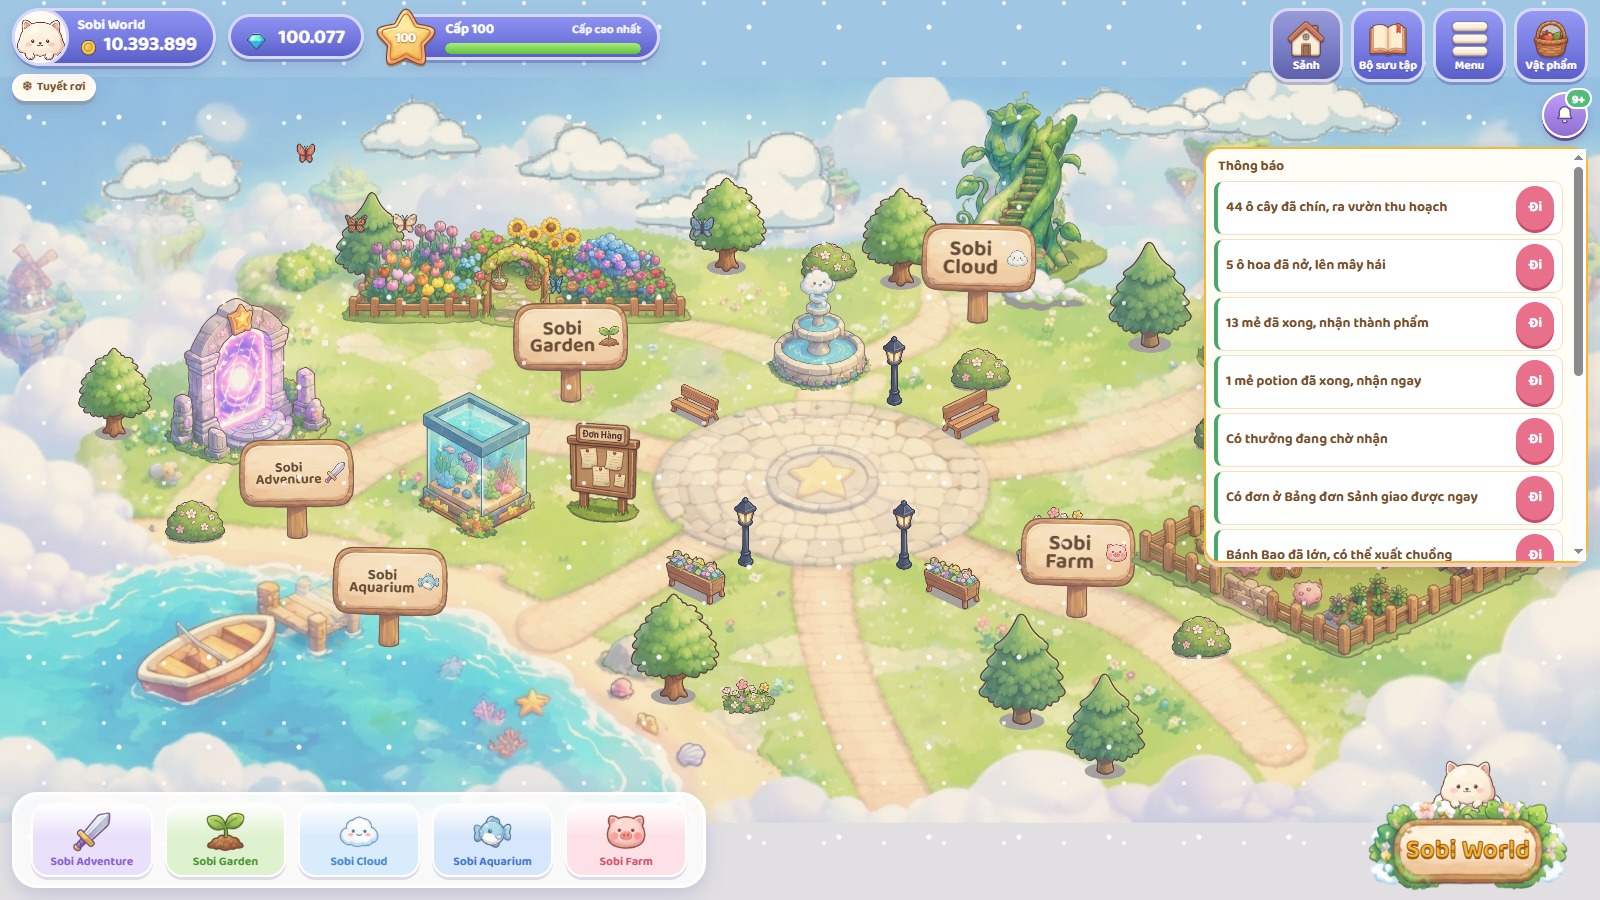 Sobi World
10.393.899
100.077
100
Cấp 100
Cấp cao nhất
Sảnh
Bộ sưu tập
Menu
Vật phẩm
❄ Tuyết rơi
9+
Thông báo
44 ô cây đã chín, ra vườn thu hoạch
Đi
5 ô hoa đã nở, lên mây hái
Đi
13 mẻ đã xong, nhận thành phẩm
Đi
1 mẻ potion đã xong, nhận ngay
Đi
Có thưởng đang chờ nhận
Đi
Có đơn ở Bảng đơn Sảnh giao được ngay
Đi
Bánh Bao đã lớn, có thể xuất chuồng
Đi
Sobi
Cloud
Sobi
Garden
Đơn Hàng
Sobi
Adventure
Sobi
Farm
Sobi
Aquarium
Sobi Adventure
Sobi Garden
Sobi Cloud
Sobi Aquarium
Sobi Farm
Sobi World